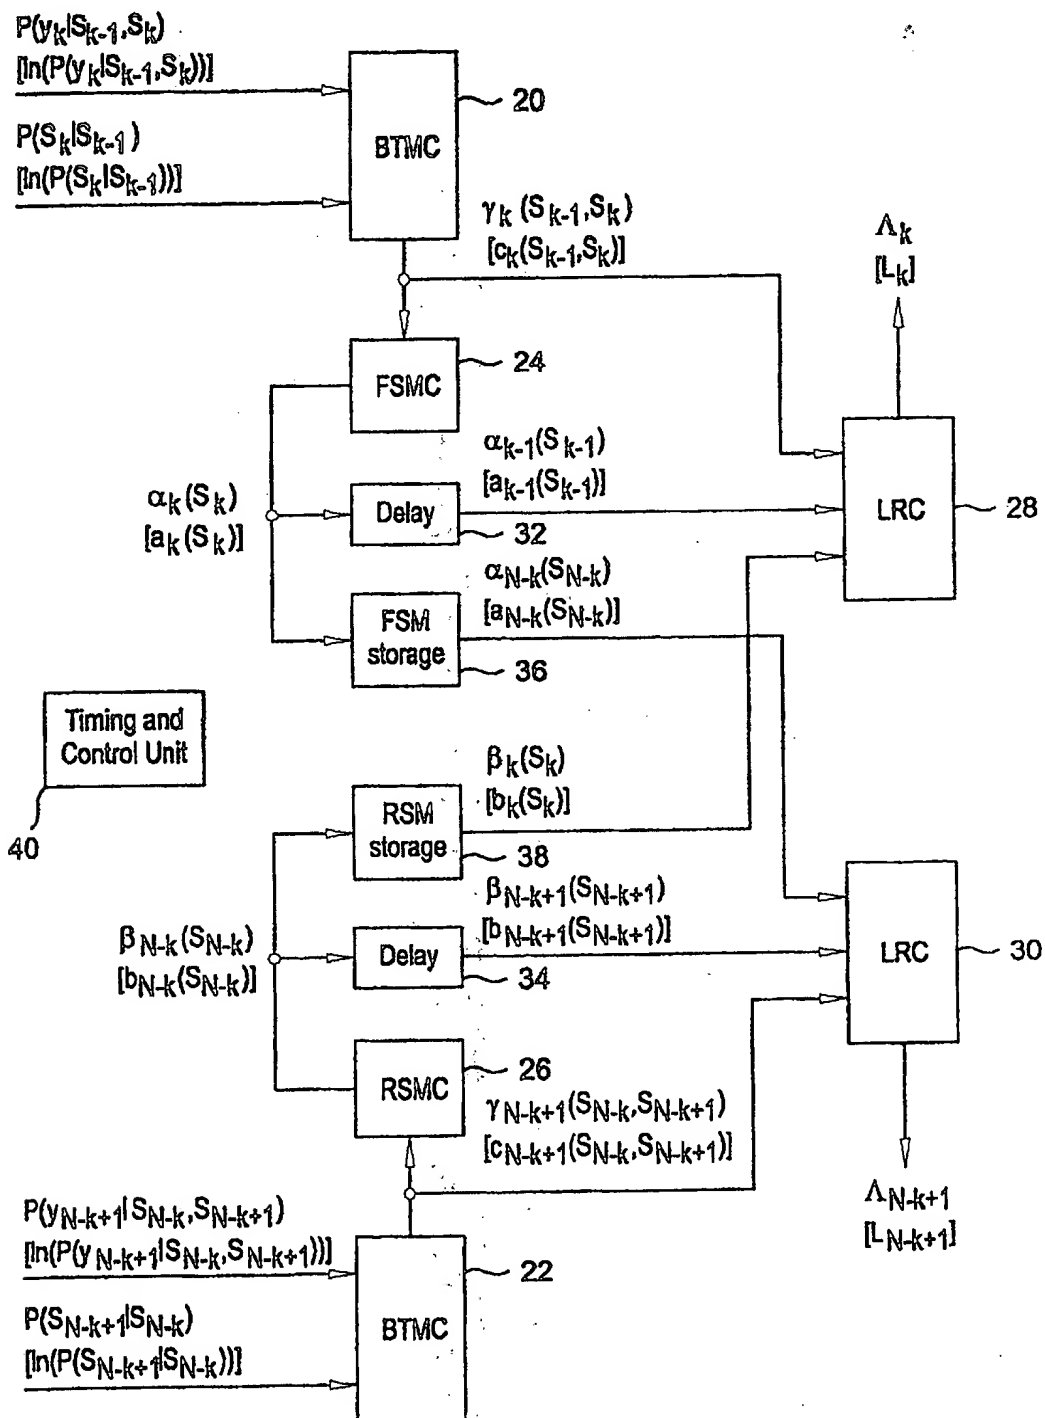 P(yk|Sk-1,Sk)
[ln(P(yk|Sk-1,Sk))]
P(Sk|Sk-1)
[ln(P(Sk|Sk-1))]
BTMC
20
γk(Sk-1,Sk)
[ck(Sk-1,Sk)]
Λk
[Lk]
FSMC
24
αk(Sk)
[ak(Sk)]
αk-1(Sk-1)
[ak-1(Sk-1)]
Delay
32
LRC
28
αN-k(SN-k)
[aN-k(SN-k)]
FSM
storage
36
Timing and
Control Unit
40
βk(Sk)
[bk(Sk)]
RSM
storage
38
βN-k+1(SN-k+1)
[bN-k+1(SN-k+1)]
βN-k(SN-k)
[bN-k(SN-k)]
Delay
34
LRC
30
RSMC
26
γN-k+1(SN-k,SN-k+1)
[cN-k+1(SN-k,SN-k+1)]
ΛN-k+1
[LN-k+1]
P(yN-k+1|SN-k,SN-k+1)
[ln(P(yN-k+1|SN-k,SN-k+1))]
P(SN-k+1|SN-k)
[ln(P(SN-k+1|SN-k))]
BTMC
22